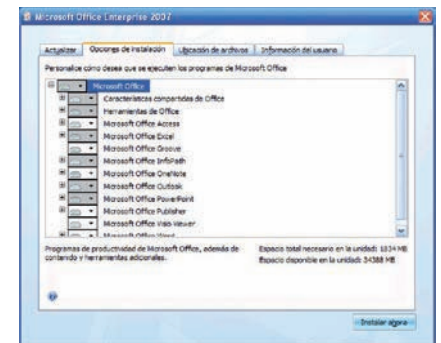 Microsoft Office Enterprise 2007
Actualizar
Opciones de instalación
Ubicación de archivos
Información del usuario
Personalice cómo desea que se ejecuten los programas de Microsoft Office
Microsoft Office
Características compartidas de Office
Herramientas de Office
Microsoft Office Access
Microsoft Office Excel
Microsoft Office Groove
Microsoft Office InfoPath
Microsoft Office OneNote
Microsoft Office Outlook
Microsoft Office PowerPoint
Microsoft Office Publisher
Microsoft Office Visio Viewer
Microsoft Office Word
Programas de productividad de Microsoft Office, además de
contenido y herramientas adicionales.
Espacio total necesario en la unidad: 1834 MB
Espacio disponible en la unidad: 34388 MB
Instalar ahora